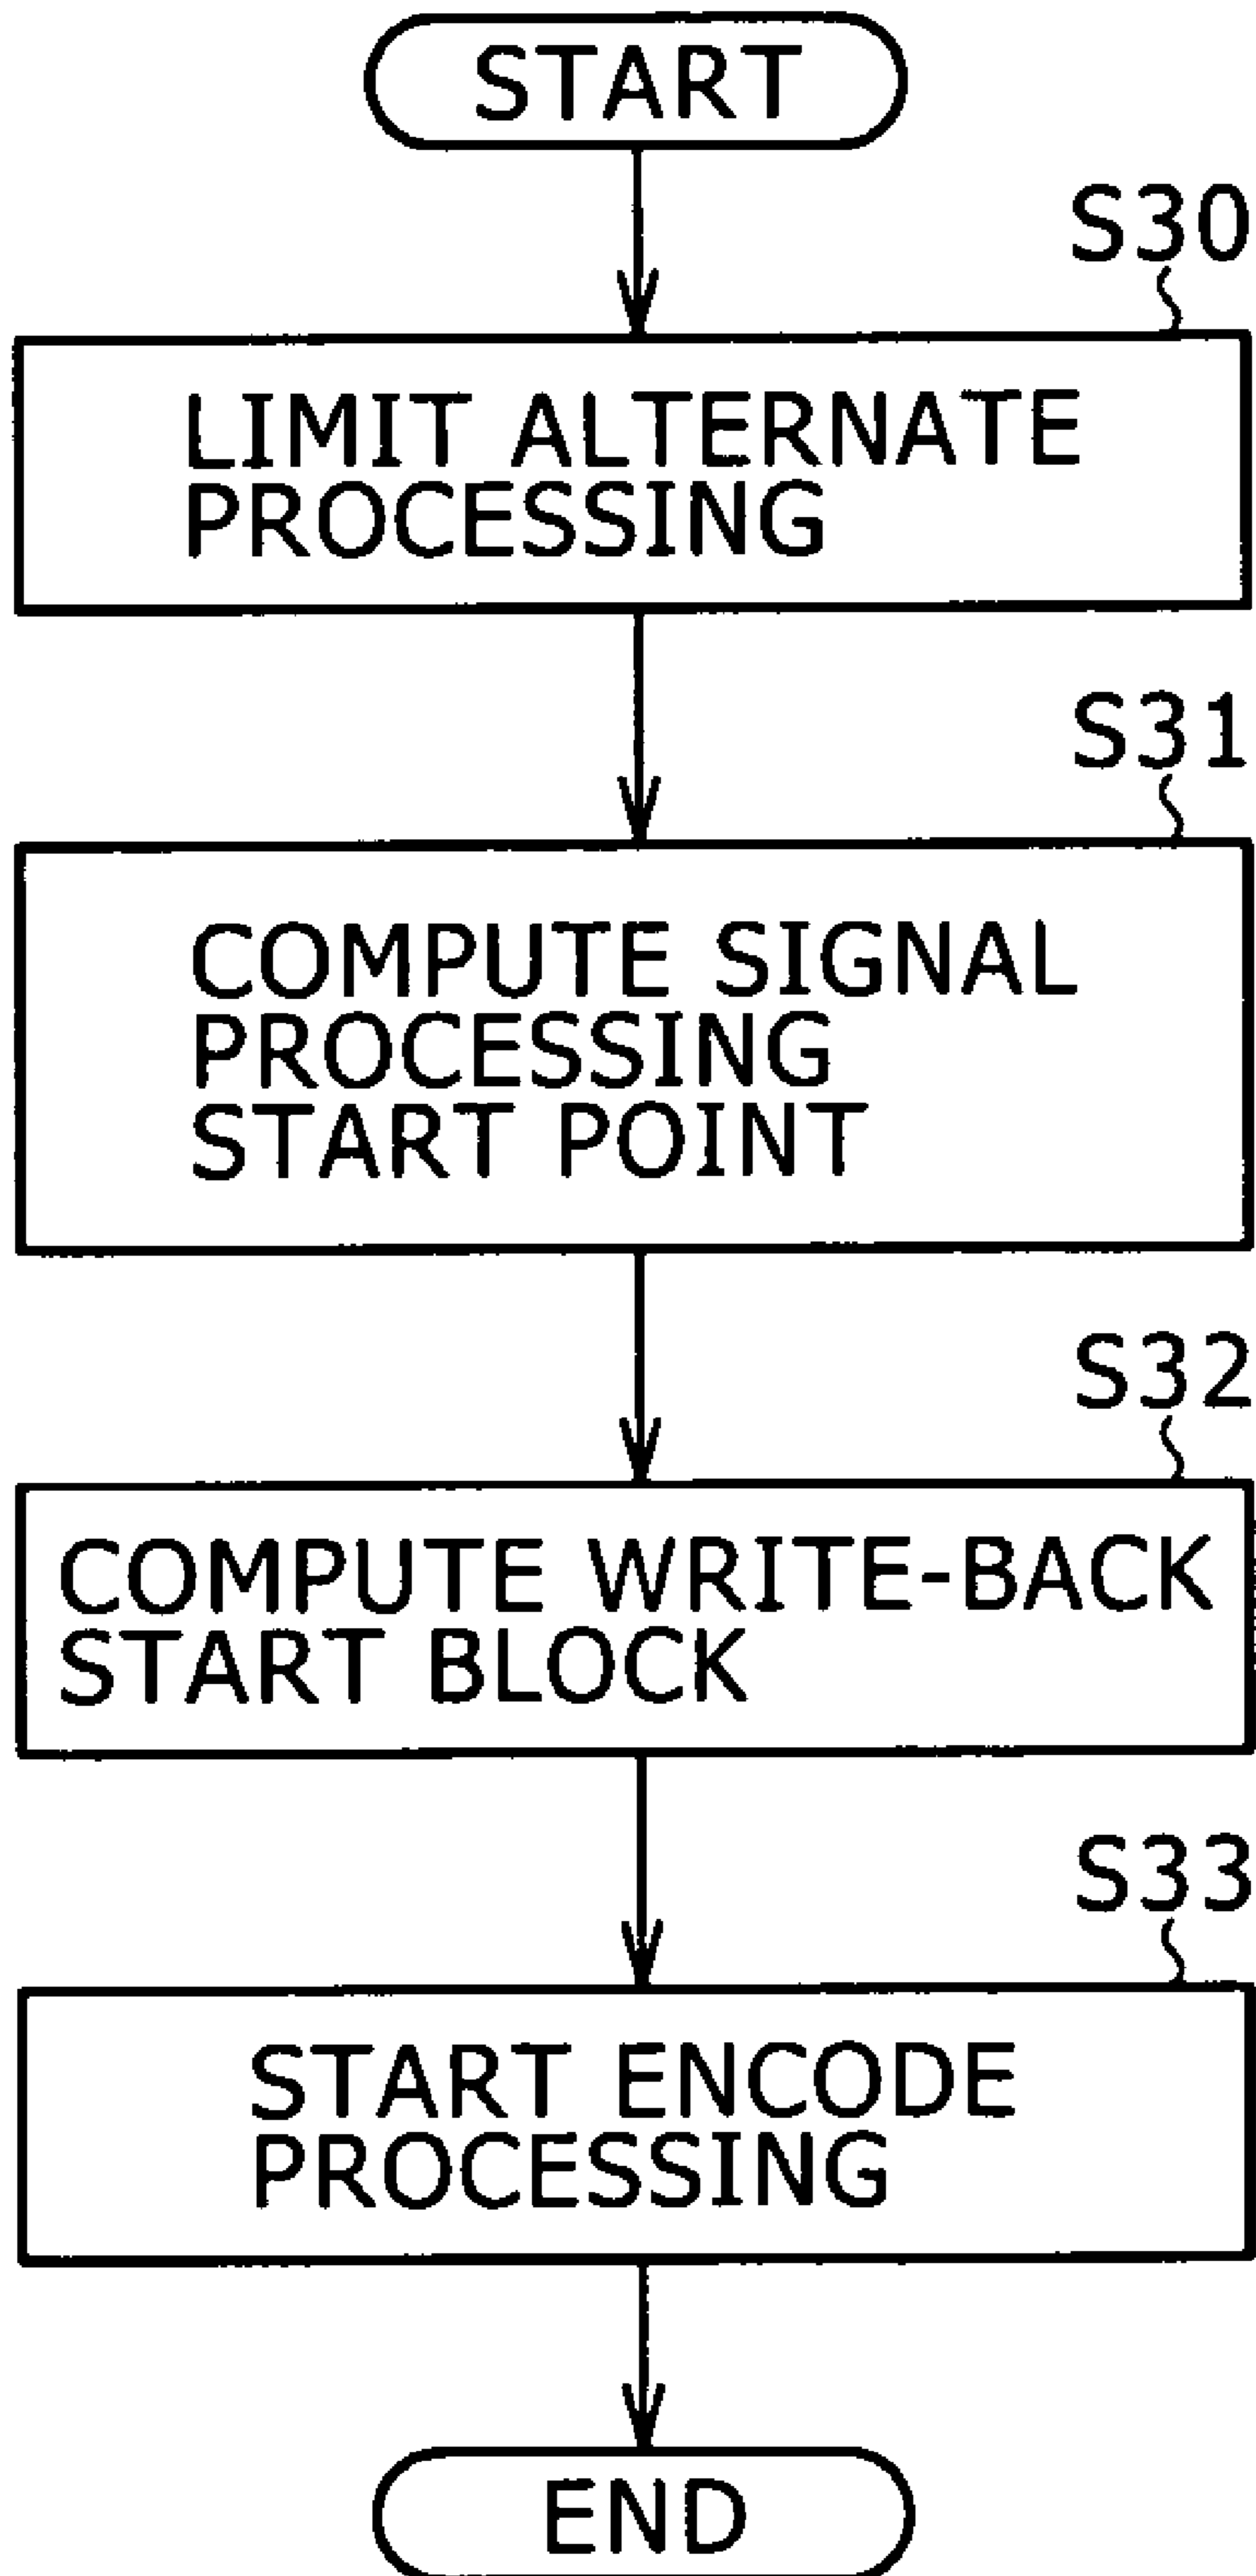 START
S30
LIMIT ALTERNATE
PROCESSING
S31
COMPUTE SIGNAL
PROCESSING
START POINT
S32
COMPUTE WRITE-BACK
START BLOCK
S33
START ENCODE
PROCESSING
END